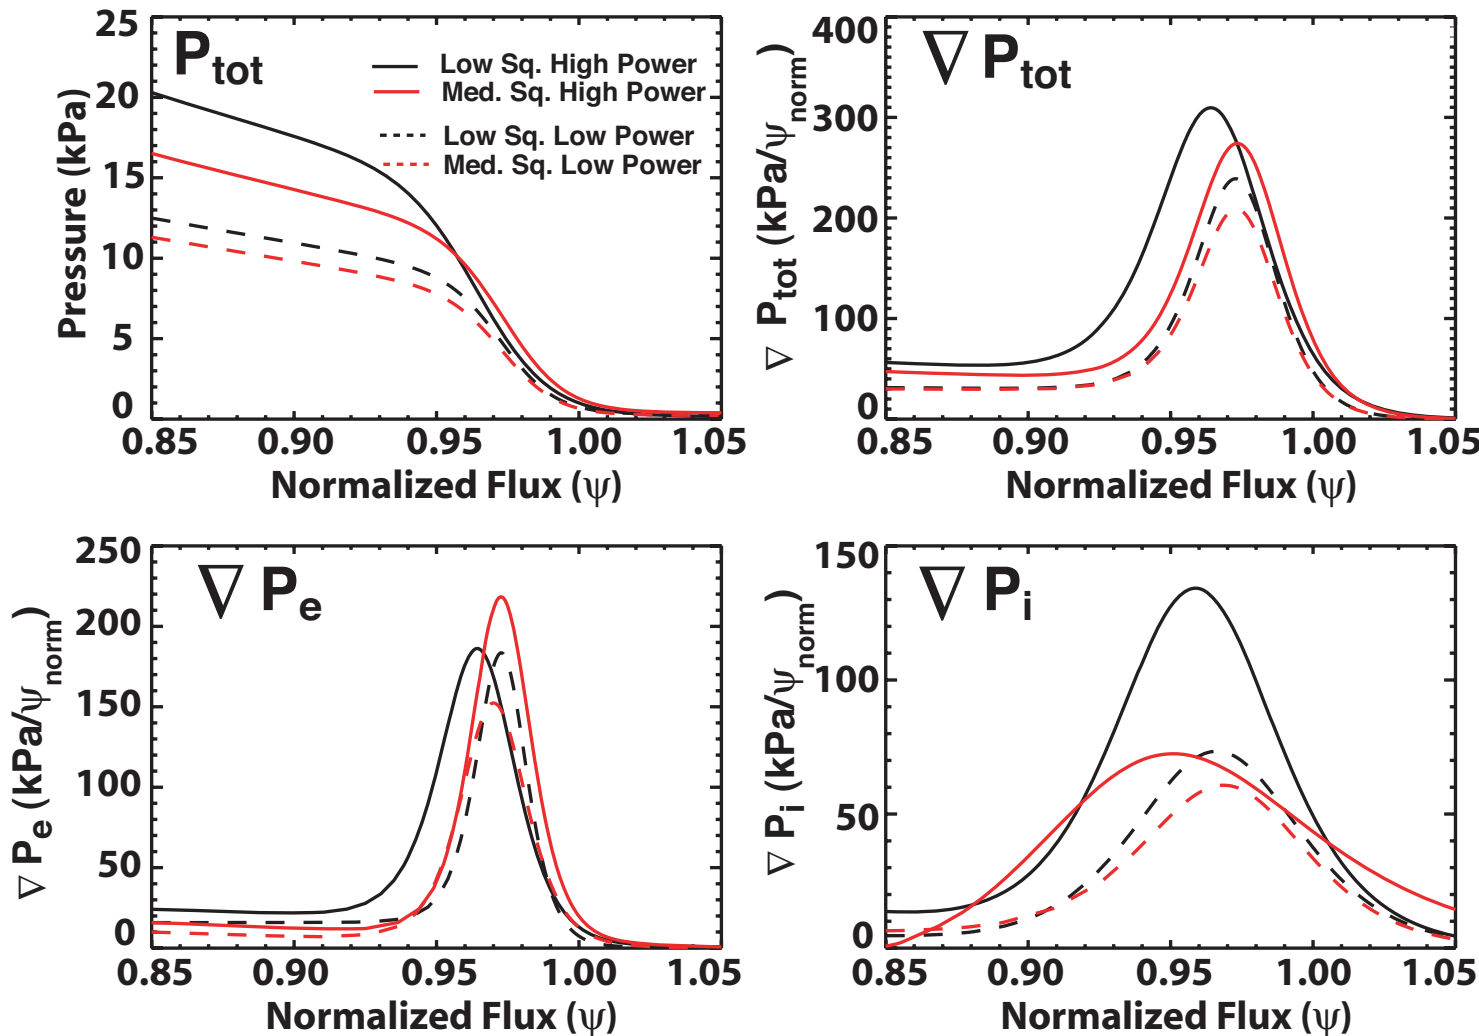 P_tot
Low Sq. High Power
Med. Sq. High Power
Low Sq. Low Power
Med. Sq. Low Power
Pressure (kPa)
25
20
15
10
5
0
0.85 0.90 0.95 1.00 1.05
Normalized Flux (ψ)
∇ P_tot
∇ P_tot (kPa/ψ_norm)
400
300
200
100
0
0.85 0.90 0.95 1.00 1.05
Normalized Flux (ψ)
∇ P_e
∇ P_e (kPa/ψ_norm)
250
200
150
100
50
0
0.85 0.90 0.95 1.00 1.05
Normalized Flux (ψ)
∇ P_i
∇ P_i (kPa/ψ_norm)
150
100
50
0
0.85 0.90 0.95 1.00 1.05
Normalized Flux (ψ)